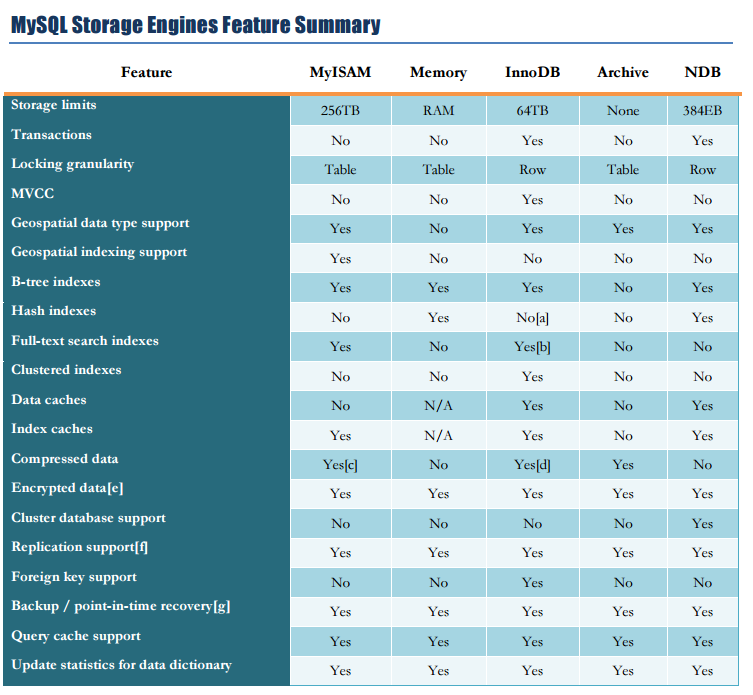 MySQL Storage Engines Feature Summary
Feature MyISAM Memory InnoDB Archive NDB
Storage limits 256TB RAM 64TB None 384EB
Transactions No No Yes No Yes
Locking granularity Table Table Row Table Row
MVCC No No Yes No No
Geospatial data type support Yes No Yes Yes Yes
Geospatial indexing support Yes No No No No
B-tree indexes Yes Yes Yes No Yes
Hash indexes No Yes No[a] No Yes
Full-text search indexes Yes No Yes[b] No No
Clustered indexes No No Yes No No
Data caches No N/A Yes No Yes
Index caches Yes N/A Yes No Yes
Compressed data Yes[c] No Yes[d] Yes No
Encrypted data[e] Yes Yes Yes Yes Yes
Cluster database support No No No No Yes
Replication support[f] Yes Yes Yes Yes Yes
Foreign key support No No Yes No No
Backup / point-in-time recovery[g] Yes Yes Yes Yes Yes
Query cache support Yes Yes Yes Yes Yes
Update statistics for data dictionary Yes Yes Yes Yes Yes